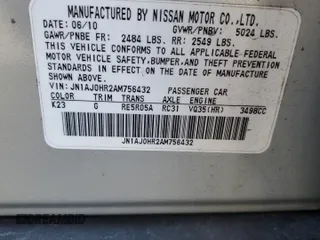 MANUFACTURED BY NISSAN MOTOR CO.,LTD.
DATE: 06/10 GVWR/PNBV: 5024 LBS.
GAWR/PNBE FR: 2484 LBS. RR: 2549 LBS.
THIS VEHICLE CONFORMS TO ALL APPLICABLE FEDERAL
MOTOR VEHICLE SAFETY,BUMPER,AND THEFT PREVENTION
STANDARDS IN EFFECT ON THE DATE OF MANUFACTURE
VIN: JN1AJ0HR2AM756432 PASSENGER CAR
COLOR TRIM TRANS AXLE ENGINE
K23 G RE5R05A RC31 VQ35(HR) 3498CC
JN1AJ0HR2AM756432